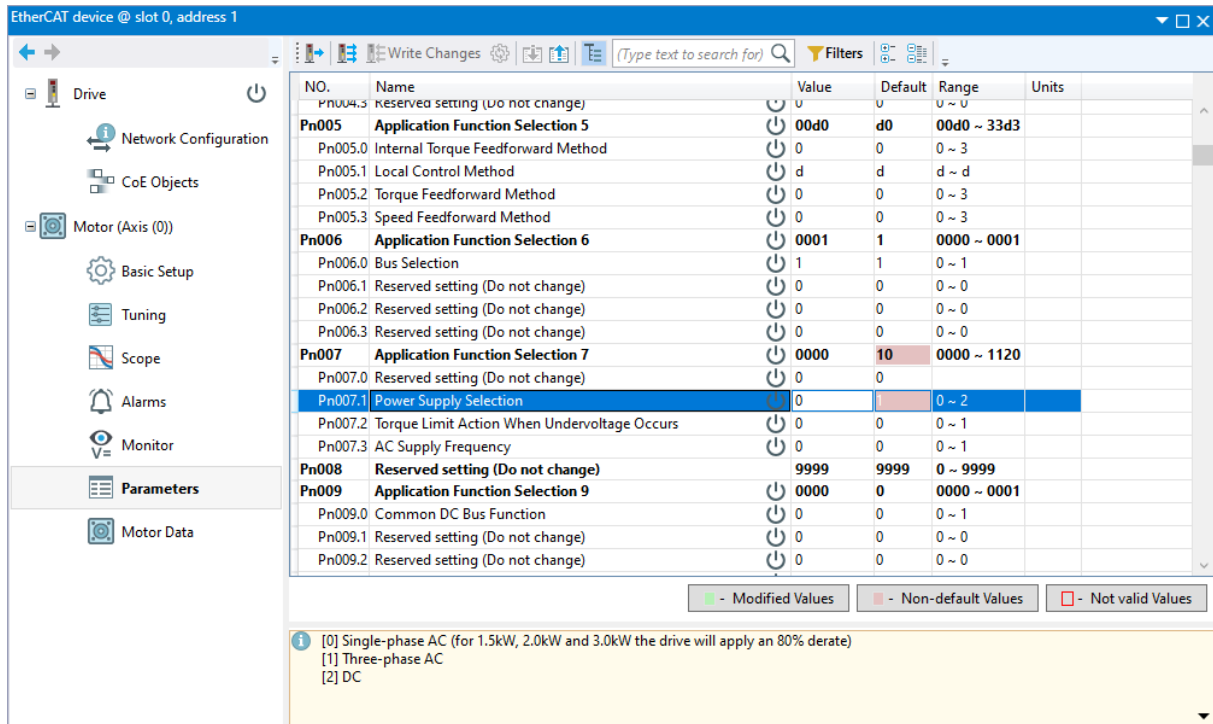 EtherCAT device @ slot 0, address 1
Write Changes (Type text to search for) Filters
Drive
Network Configuration
CoE Objects
Motor (Axis (0))
Basic Setup
Tuning
Scope
Alarms
Monitor
Parameters
Motor Data
NO. Name Value Default Range Units
Pn004.3 Reserved setting (Do not change) 0 0 0 ~ 0
Pn005 Application Function Selection 5 00d0 d0 00d0 ~ 33d3
Pn005.0 Internal Torque Feedforward Method 0 0 0 ~ 3
Pn005.1 Local Control Method d d d ~ d
Pn005.2 Torque Feedforward Method 0 0 0 ~ 3
Pn005.3 Speed Feedforward Method 0 0 0 ~ 3
Pn006 Application Function Selection 6 0001 1 0000 ~ 0001
Pn006.0 Bus Selection 1 1 0 ~ 1
Pn006.1 Reserved setting (Do not change) 0 0 0 ~ 0
Pn006.2 Reserved setting (Do not change) 0 0 0 ~ 0
Pn006.3 Reserved setting (Do not change) 0 0 0 ~ 0
Pn007 Application Function Selection 7 0000 10 0000 ~ 1120
Pn007.0 Reserved setting (Do not change) 0 0
Pn007.1 Power Supply Selection 0 1 0 ~ 2
Pn007.2 Torque Limit Action When Undervoltage Occurs 0 0 0 ~ 1
Pn007.3 AC Supply Frequency 0 0 0 ~ 1
Pn008 Reserved setting (Do not change) 9999 9999 0 ~ 9999
Pn009 Application Function Selection 9 0000 0 0000 ~ 0001
Pn009.0 Common DC Bus Function 0 0 0 ~ 1
Pn009.1 Reserved setting (Do not change) 0 0 0 ~ 0
Pn009.2 Reserved setting (Do not change) 0 0 0 ~ 0
- Modified Values - Non-default Values - Not valid Values
[0] Single-phase AC (for 1.5kW, 2.0kW and 3.0kW the drive will apply an 80% derate)
[1] Three-phase AC
[2] DC